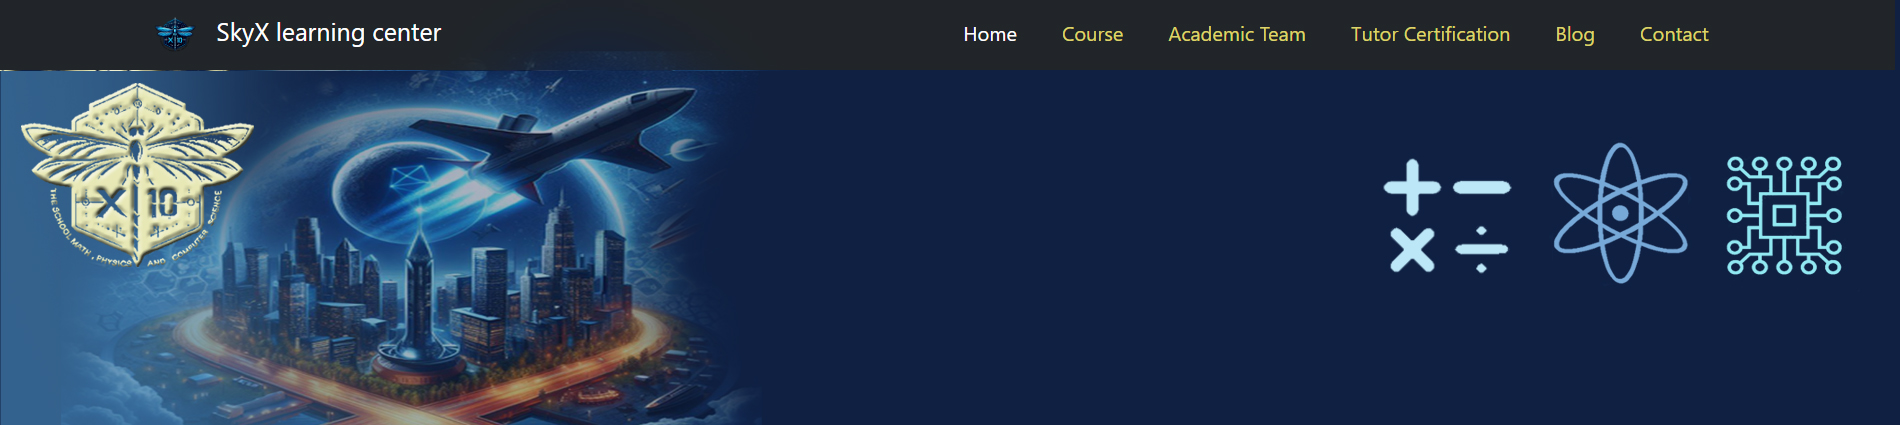 SkyX learning center
Home Course Academic Team Tutor Certification Blog Contact
X 10
THE SCHOOL MATH, PHYSICS AND COMPUTER SCIENCE